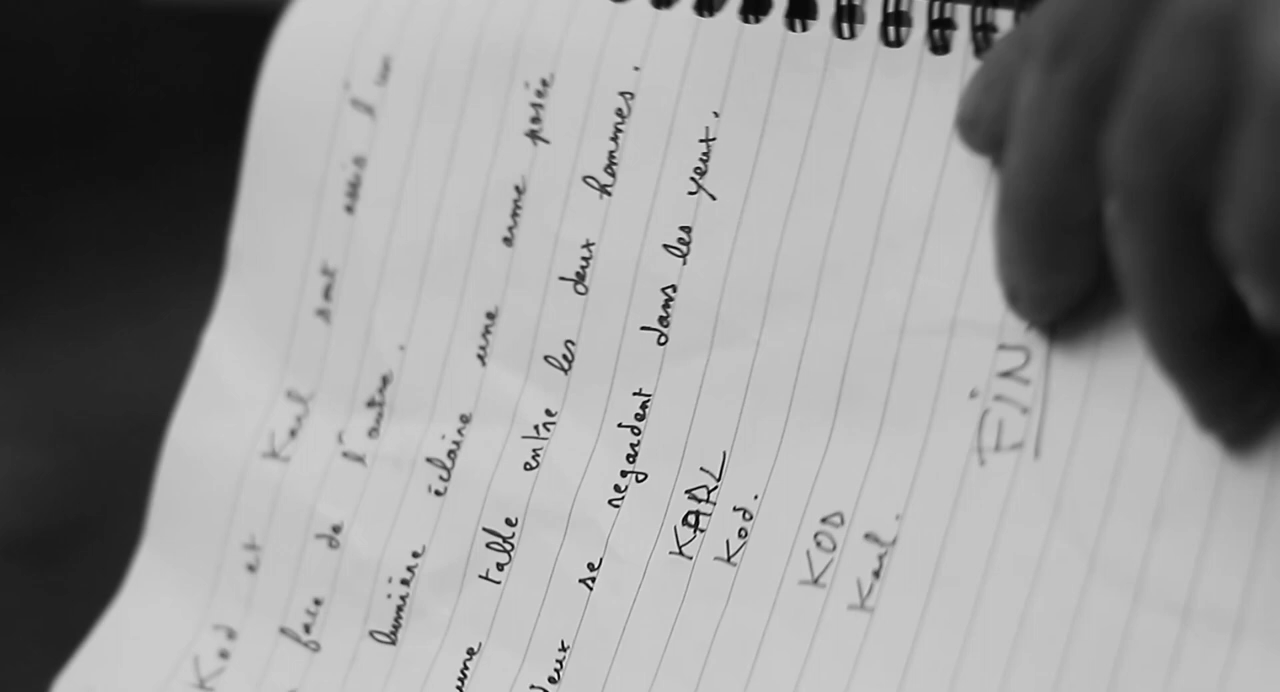 Kod et Karl sont assis l'un
face de l'autre.
lumière éclaire une arme posée
une table entre les deux hommes.
deux se regardent dans les yeux.
KARL
Kod.
KOD
Karl.
FIN